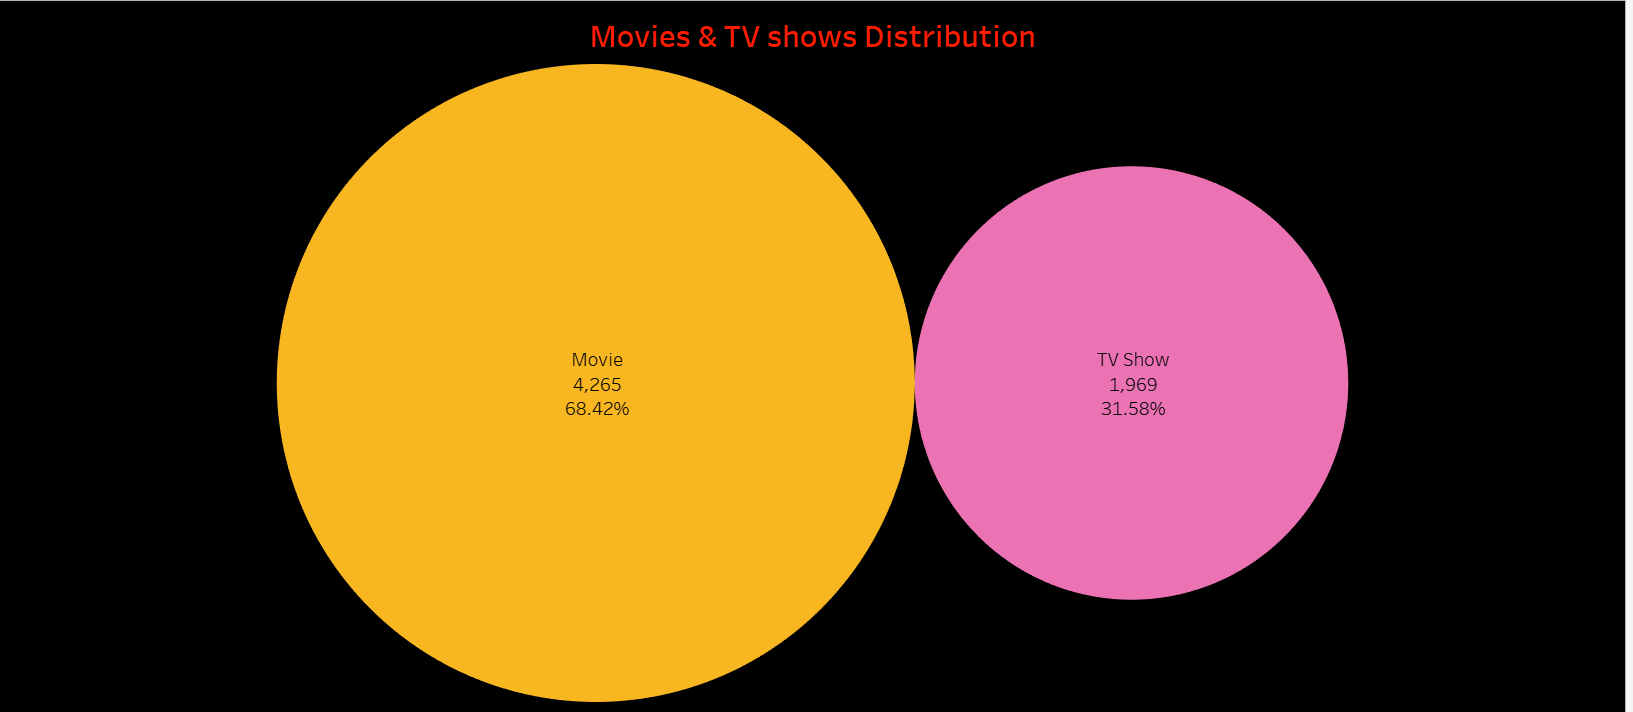 Movies & TV shows Distribution
Movie
4,265
68.42%
TV Show
1,969
31.58%